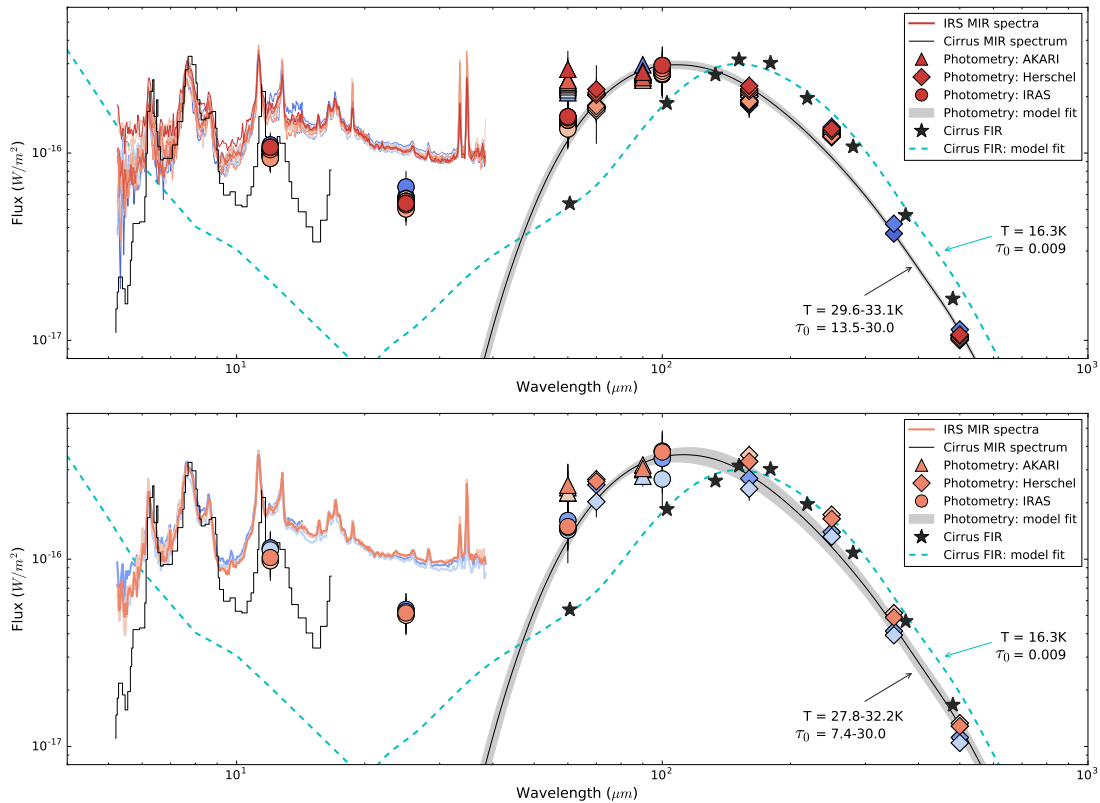 IRS MIR spectra
Cirrus MIR spectrum
Photometry: AKARI
Photometry: Herschel
Photometry: IRAS
Photometry: model fit
Cirrus FIR
Cirrus FIR: model fit
Flux (W/m²)
10⁻¹⁶
10⁻¹⁷
T = 16.3K
τ₀ = 0.009
T = 29.6-33.1K
τ₀ = 13.5-30.0
10¹
10²
10³
Wavelength (μm)
IRS MIR spectra
Cirrus MIR spectrum
Photometry: AKARI
Photometry: Herschel
Photometry: IRAS
Photometry: model fit
Cirrus FIR
Cirrus FIR: model fit
Flux (W/m²)
10⁻¹⁶
10⁻¹⁷
T = 16.3K
τ₀ = 0.009
T = 27.8-32.2K
τ₀ = 7.4-30.0
10¹
10²
10³
Wavelength (μm)